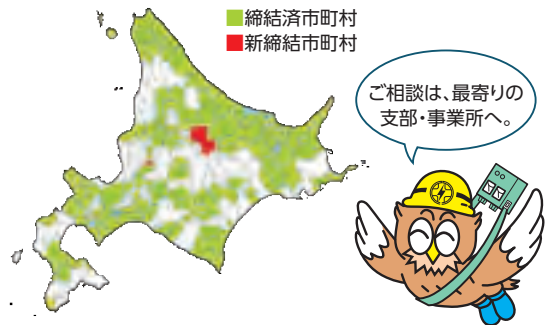 締結済市町村
新締結市町村
ご相談は、最寄りの
支部・事業所へ。